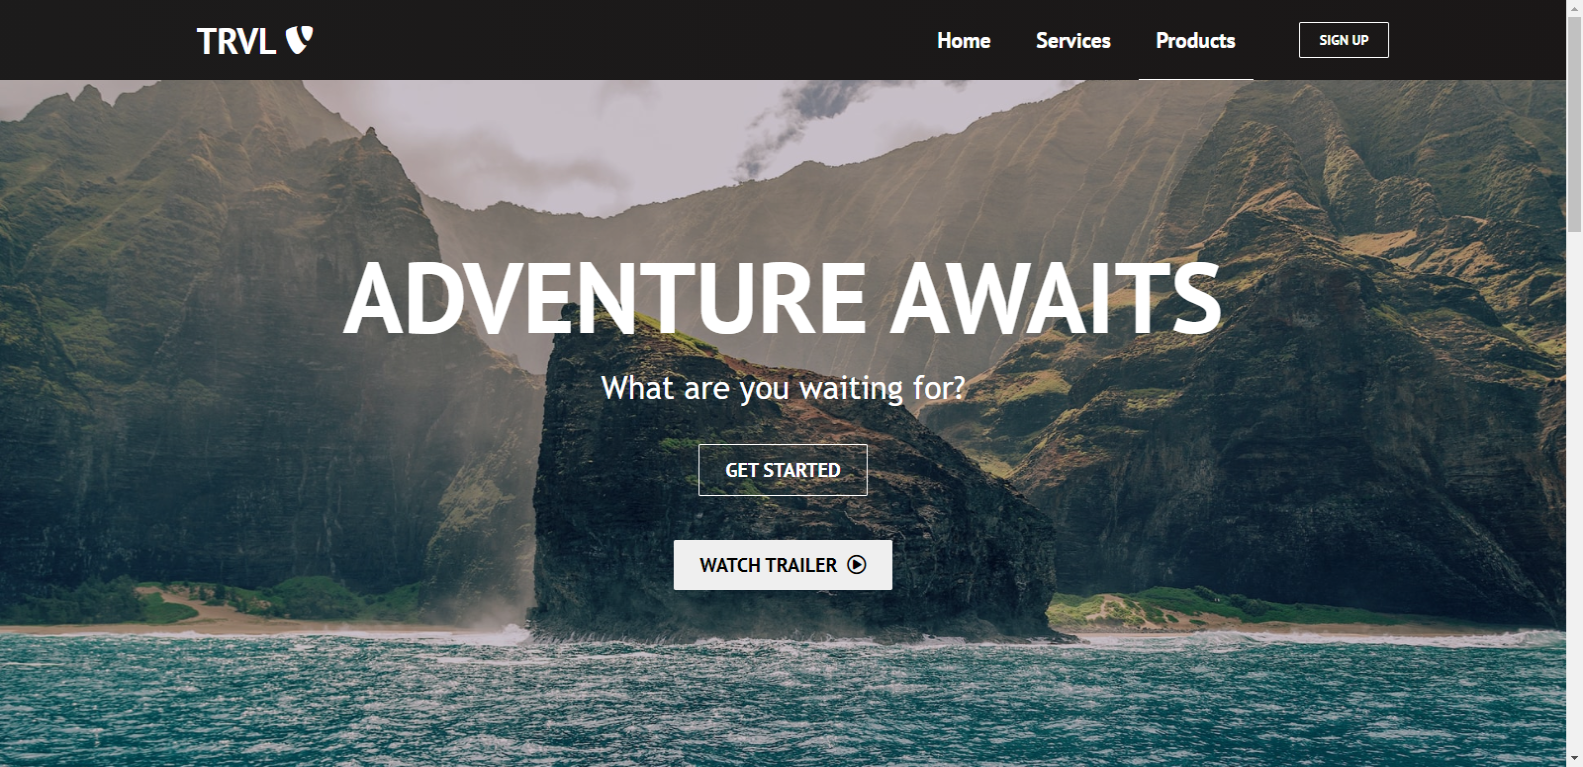 TRVL
Home Services Products SIGN UP
ADVENTURE AWAITS
What are you waiting for?
GET STARTED
WATCH TRAILER